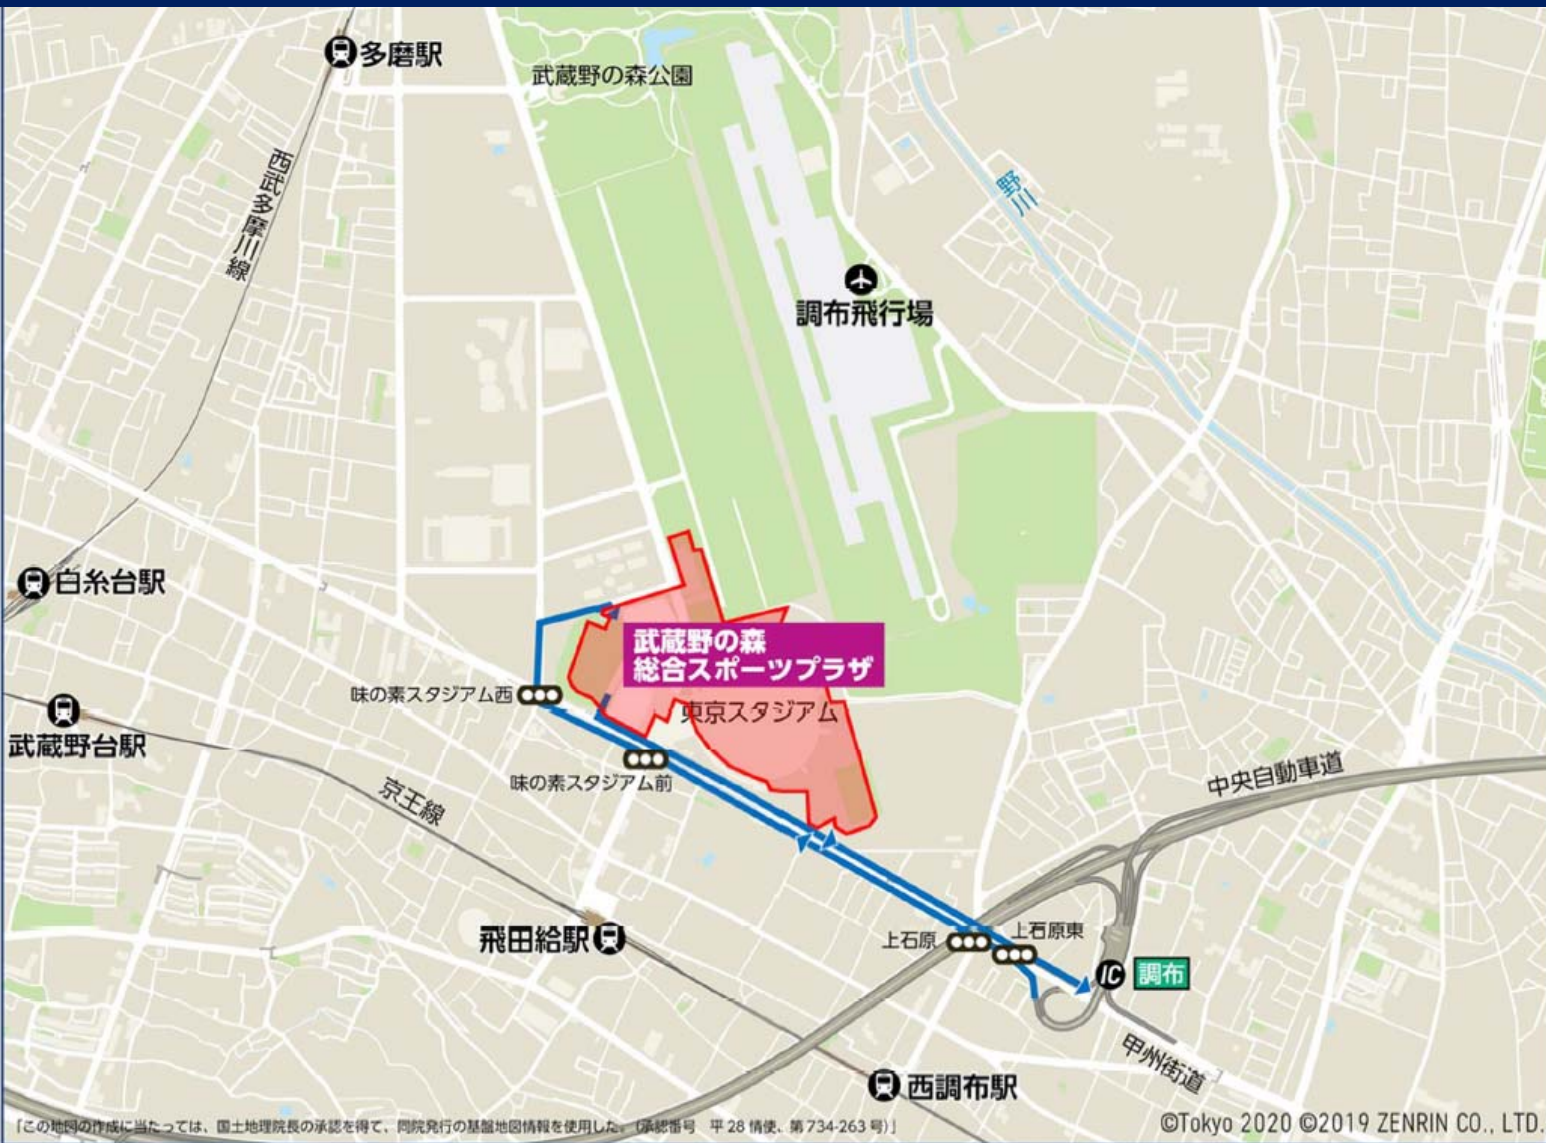 多磨駅
武蔵野の森公園
西武多摩川線
野川
調布飛行場
白糸台駅
武蔵野の森
総合スポーツプラザ
味の素スタジアム西
東京スタジアム
武蔵野台駅
味の素スタジアム前
中央自動車道
京王線
飛田給駅
上石原
上石原東
IC
調布
甲州街道
西調布駅
「この地図の作成に当たっては、国土地理院長の承認を得て、同院発行の基盤地図情報を使用した。(承認番号 平28情使、第734-263号)」
©Tokyo 2020 ©2019 ZENRIN CO., LTD.